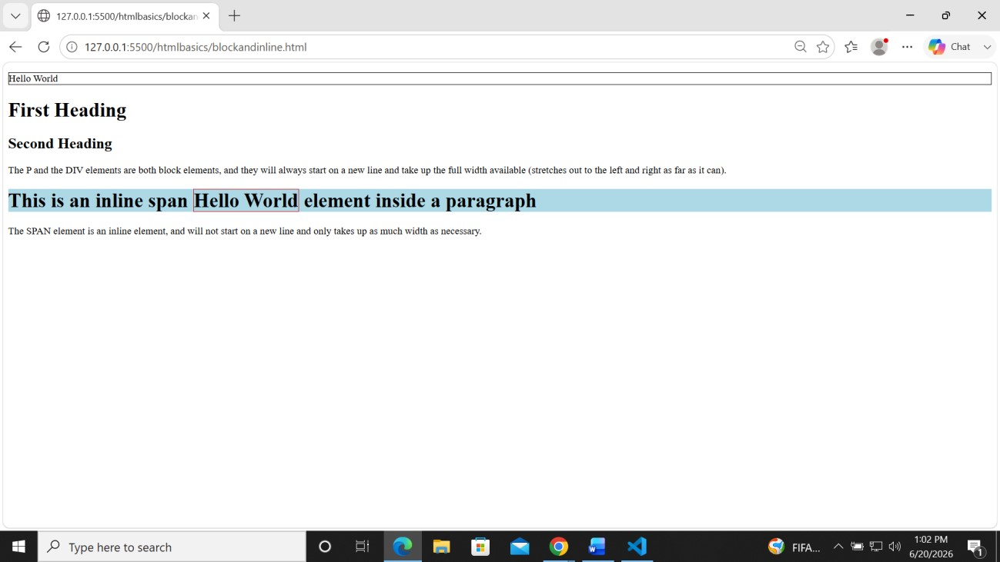 127.0.0.1:5500/htmlbasics/blockan
127.0.0.1:5500/htmlbasics/blockandinline.html
Chat
Hello World
First Heading
Second Heading
The P and the DIV elements are both block elements, and they will always start on a new line and take up the full width available (stretches out to the left and right as far as it can).
This is an inline span Hello World element inside a paragraph
The SPAN element is an inline element, and will not start on a new line and only takes up as much width as necessary.
Type here to search
FIFA...
1:02 PM
6/20/2026
1